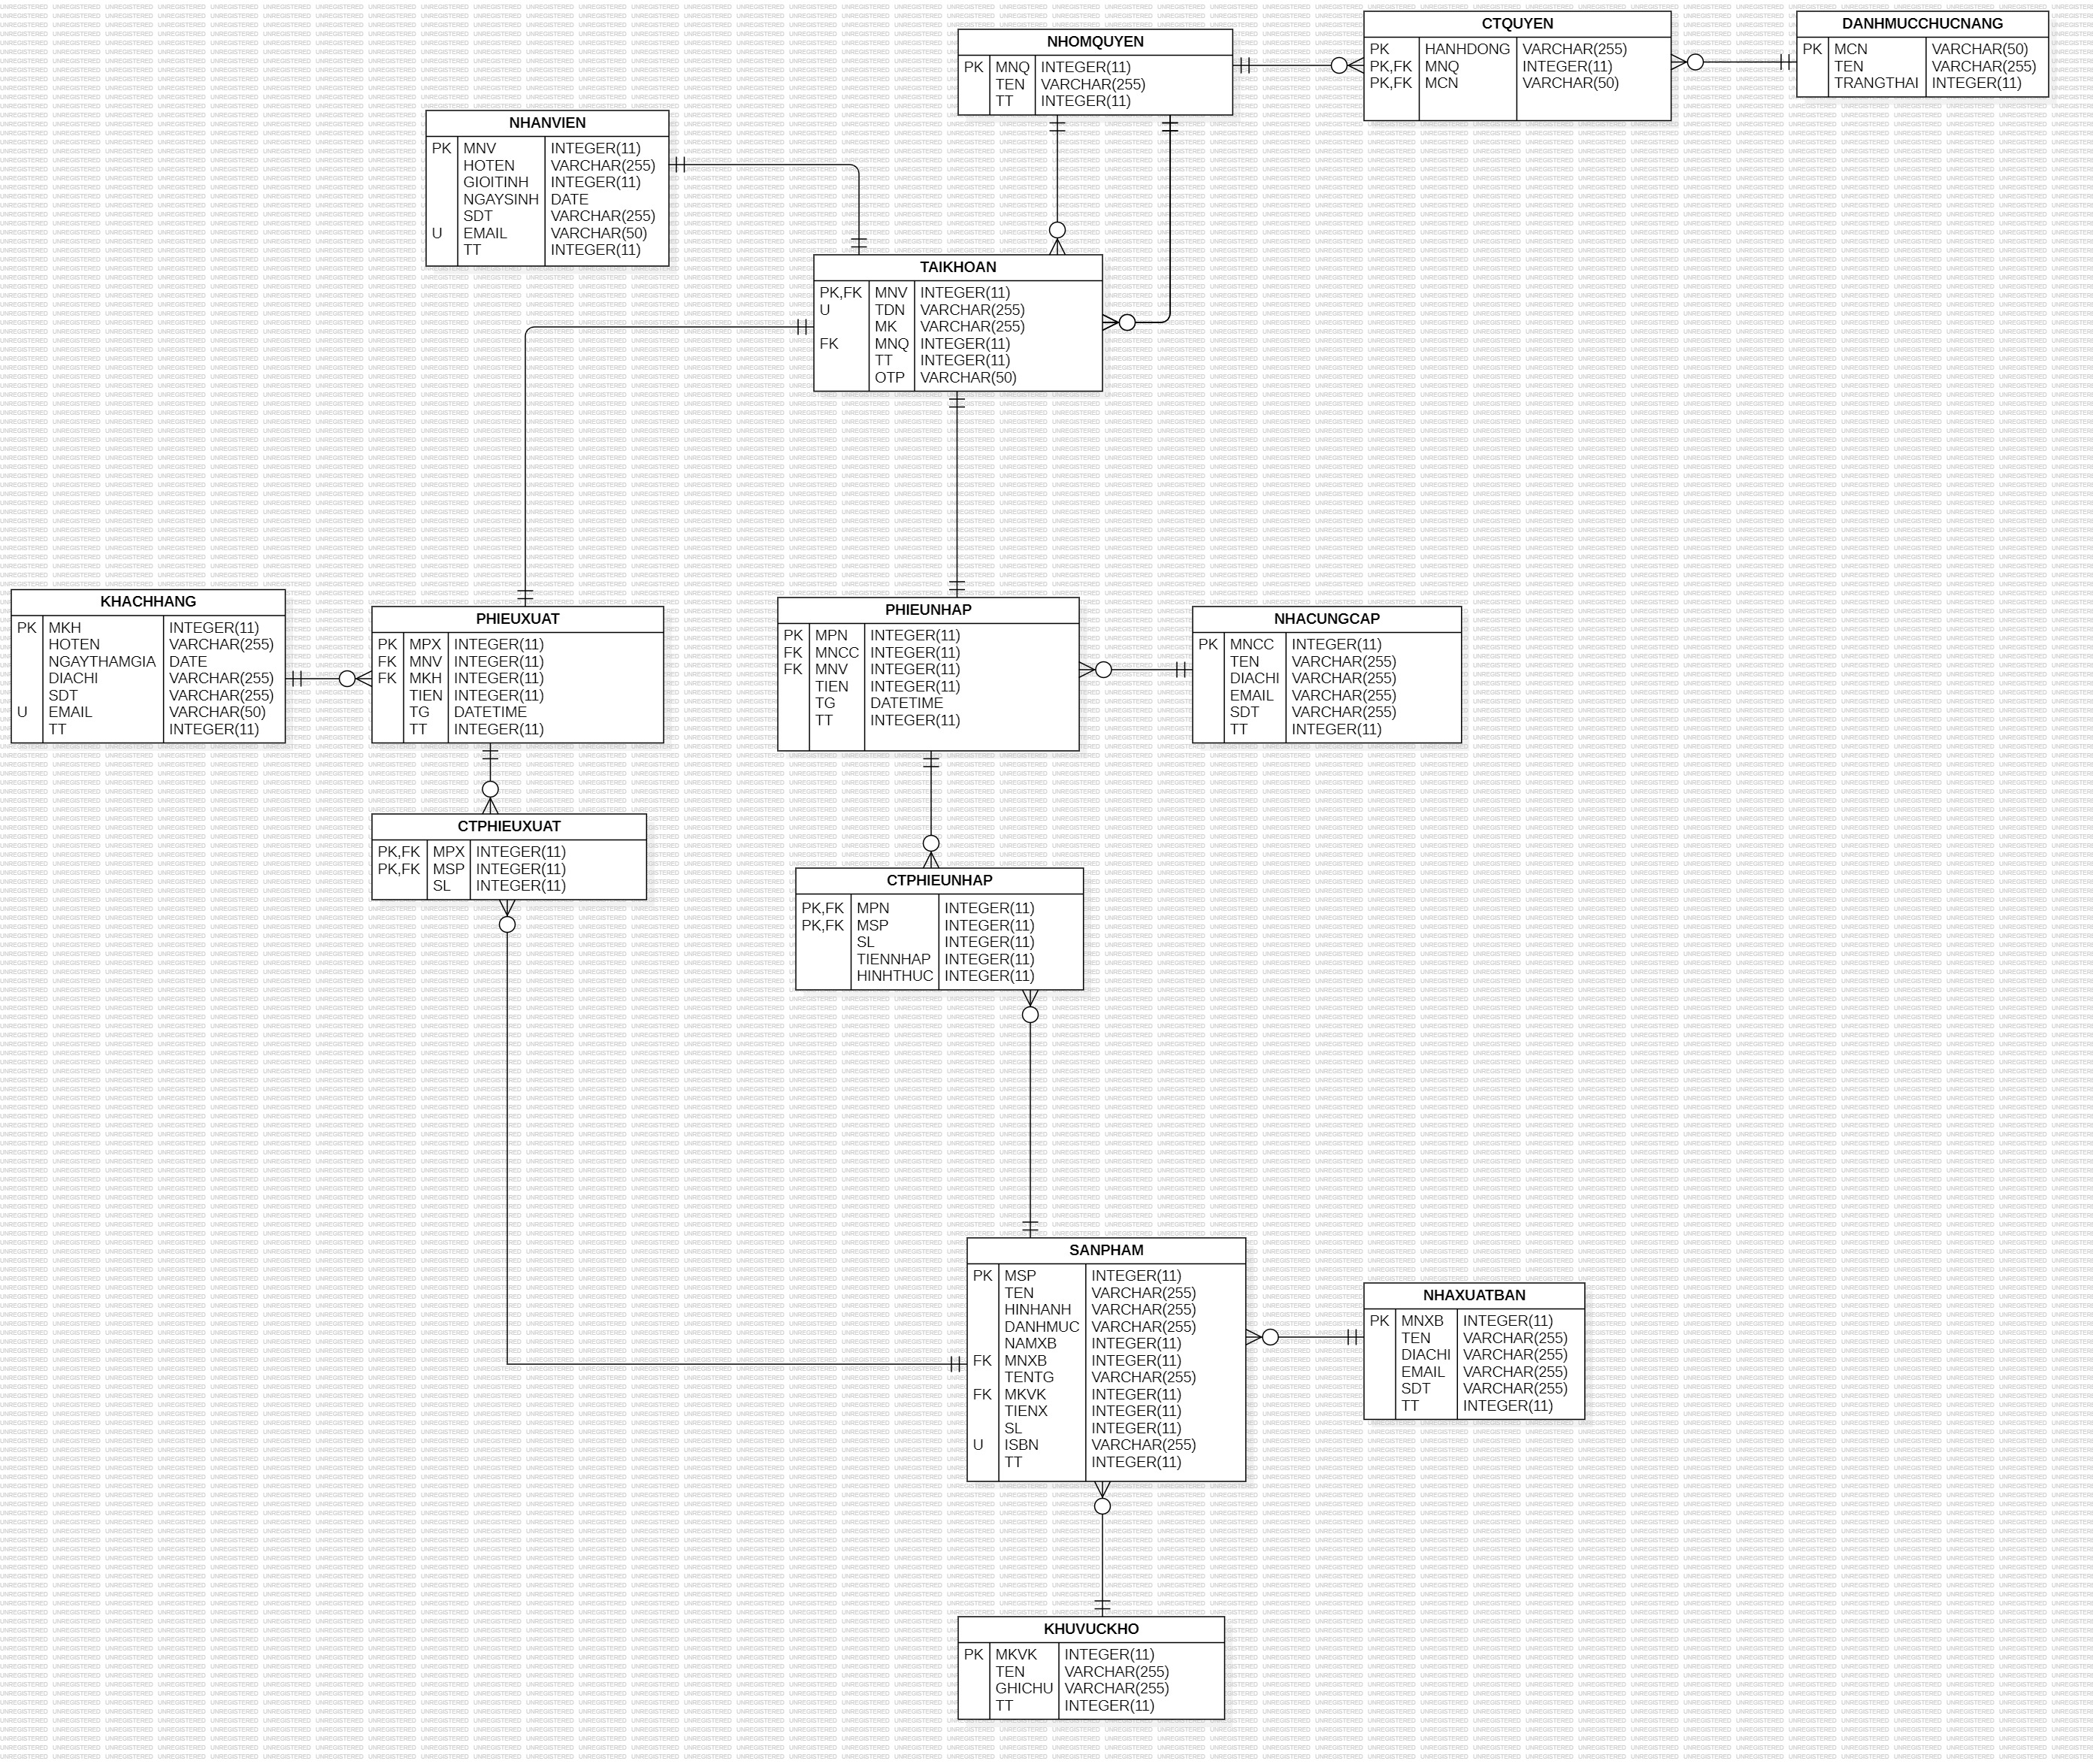 NHOMQUYEN
PK MNQ INTEGER(11)
TEN VARCHAR(255)
TT INTEGER(11)
CTQUYEN
PK HANHDONG VARCHAR(255)
PK,FK MNQ INTEGER(11)
PK,FK MCN VARCHAR(50)
DANHMUCCHUCNANG
PK MCN VARCHAR(50)
TEN VARCHAR(255)
TRANGTHAI INTEGER(11)
NHANVIEN
PK MNV INTEGER(11)
HOTEN VARCHAR(255)
GIOITINH INTEGER(11)
NGAYSINH DATE
SDT VARCHAR(255)
U EMAIL VARCHAR(50)
TT INTEGER(11)
TAIKHOAN
PK,FK MNV INTEGER(11)
U TDN VARCHAR(255)
MK VARCHAR(255)
FK MNQ INTEGER(11)
TT INTEGER(11)
OTP VARCHAR(50)
KHACHHANG
PK MKH INTEGER(11)
HOTEN VARCHAR(255)
NGAYTHAMGIA DATE
DIACHI VARCHAR(255)
SDT VARCHAR(255)
U EMAIL VARCHAR(50)
TT INTEGER(11)
PHIEUXUAT
PK MPX INTEGER(11)
FK MNV INTEGER(11)
FK MKH INTEGER(11)
TIEN INTEGER(11)
TG DATETIME
TT INTEGER(11)
PHIEUNHAP
PK MPN INTEGER(11)
FK MNCC INTEGER(11)
FK MNV INTEGER(11)
TIEN INTEGER(11)
TG DATETIME
TT INTEGER(11)
NHACUNGCAP
PK MNCC INTEGER(11)
TEN VARCHAR(255)
DIACHI VARCHAR(255)
EMAIL VARCHAR(255)
SDT VARCHAR(255)
TT INTEGER(11)
CTPHIEUXUAT
PK,FK MPX INTEGER(11)
PK,FK MSP INTEGER(11)
SL INTEGER(11)
CTPHIEUNHAP
PK,FK MPN INTEGER(11)
PK,FK MSP INTEGER(11)
SL INTEGER(11)
TIENNHAP INTEGER(11)
HINHTHUC INTEGER(11)
SANPHAM
PK MSP INTEGER(11)
TEN VARCHAR(255)
HINHANH VARCHAR(255)
DANHMUC VARCHAR(255)
NAMXB INTEGER(11)
FK MNXB INTEGER(11)
TENTG VARCHAR(255)
FK MKVK INTEGER(11)
TIENX INTEGER(11)
SL INTEGER(11)
U ISBN VARCHAR(255)
TT INTEGER(11)
NHAXUATBAN
PK MNXB INTEGER(11)
TEN VARCHAR(255)
DIACHI VARCHAR(255)
EMAIL VARCHAR(255)
SDT VARCHAR(255)
TT INTEGER(11)
KHUVUCKHO
PK MKVK INTEGER(11)
TEN VARCHAR(255)
GHICHU VARCHAR(255)
TT INTEGER(11)
UNREGISTERED